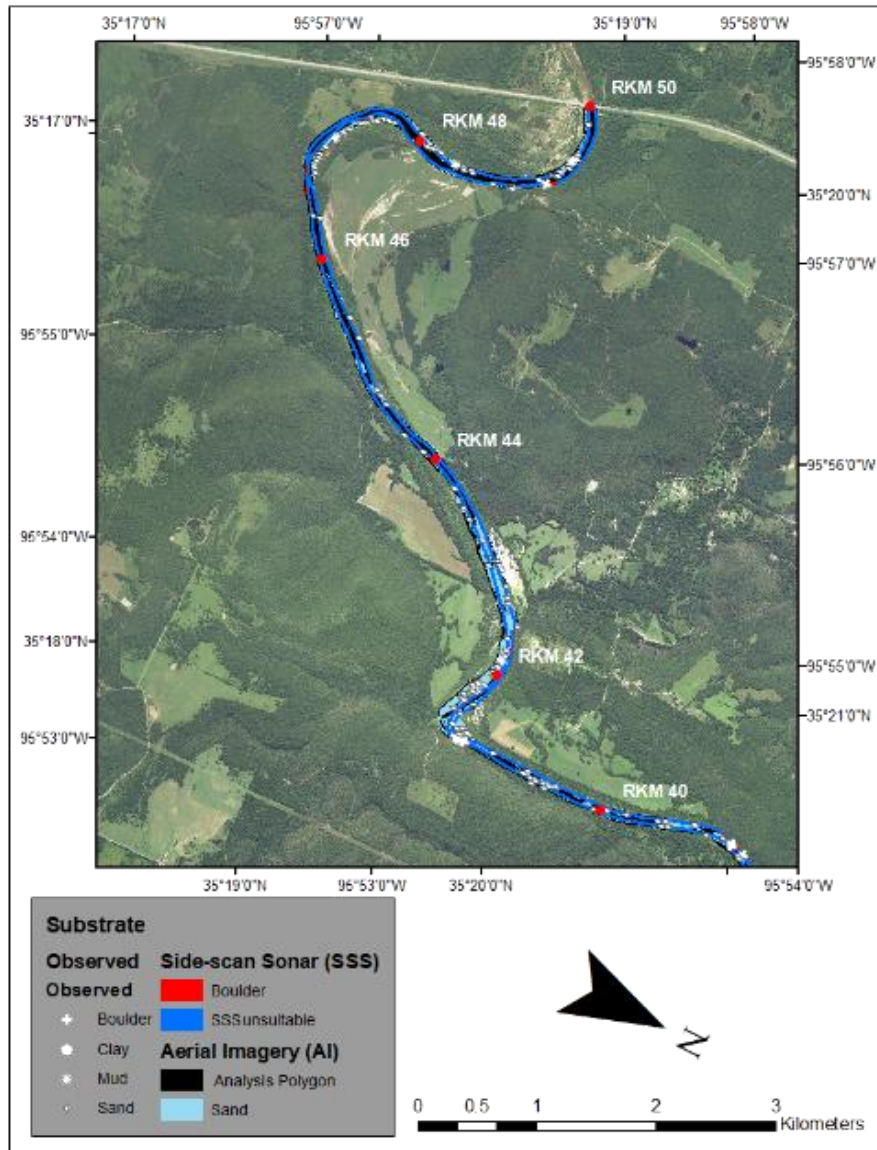 35°17'0"N 95°57'0"W 35°19'0"N 95°58'0"W
95°58'0"W
RKM 50
35°17'0"N
RKM 48
35°20'0"N
RKM 46
95°57'0"W
95°55'0"W
RKM 44
95°56'0"W
95°54'0"W
35°18'0"N
RKM 42
95°55'0"W
35°21'0"N
95°53'0"W
RKM 40
35°19'0"N 95°53'0"W 35°20'0"N 95°54'0"W
Substrate
Observed Side-scan Sonar (SSS)
Observed
Boulder
Boulder
SSSunsuitable
Clay
Aerial Imagery (AI)
Mud
Analysis Polygon
Sand
Sand
N
0 0.5 1 2 3
Kilometers